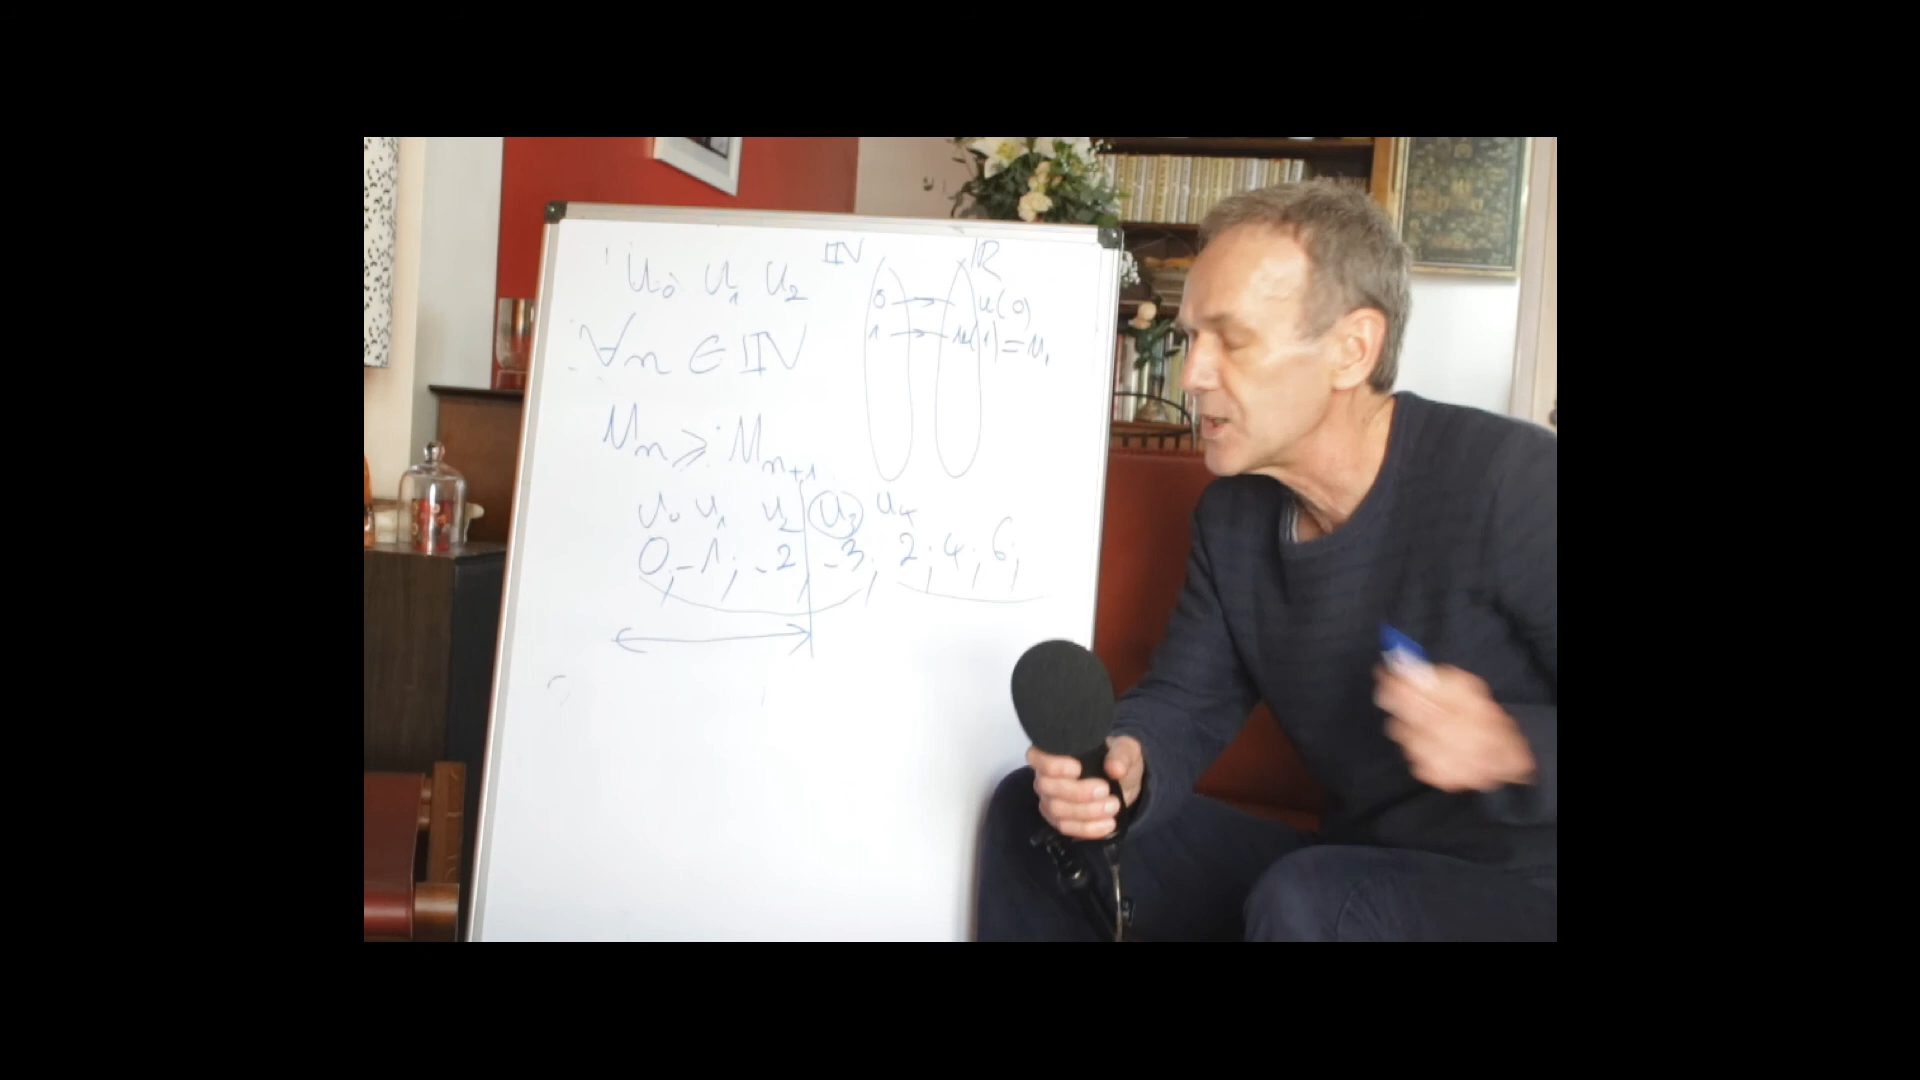 U₀ U₁ U₂
ℕ ℝ
0 → u(0)
1 → u(1) = u₁
∀n ∈ ℕ
Uₙ ⩾ Uₙ₊₁
U₀ U₁ U₂ U₃ U₄
0; -1; -2; -3; 2; 4; 6;